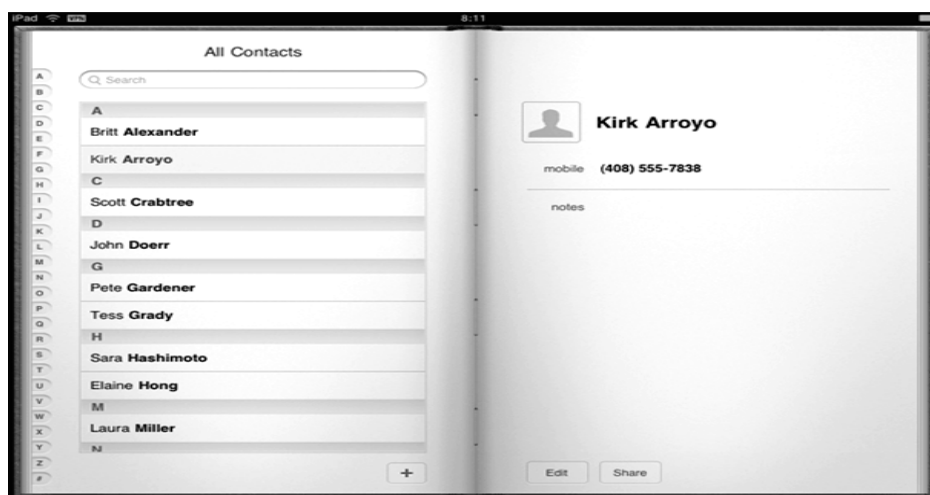 iPad VPN 8:11
All Contacts
Search
A
B
C
D
E
F
G
H
I
J
K
L
M
N
O
P
Q
R
S
T
U
V
W
X
Y
Z
#
A
Britt Alexander
Kirk Arroyo
C
Scott Crabtree
D
John Doerr
G
Pete Gardener
Tess Grady
H
Sara Hashimoto
Elaine Hong
M
Laura Miller
N
+
Kirk Arroyo
mobile (408) 555-7838
notes
Edit Share